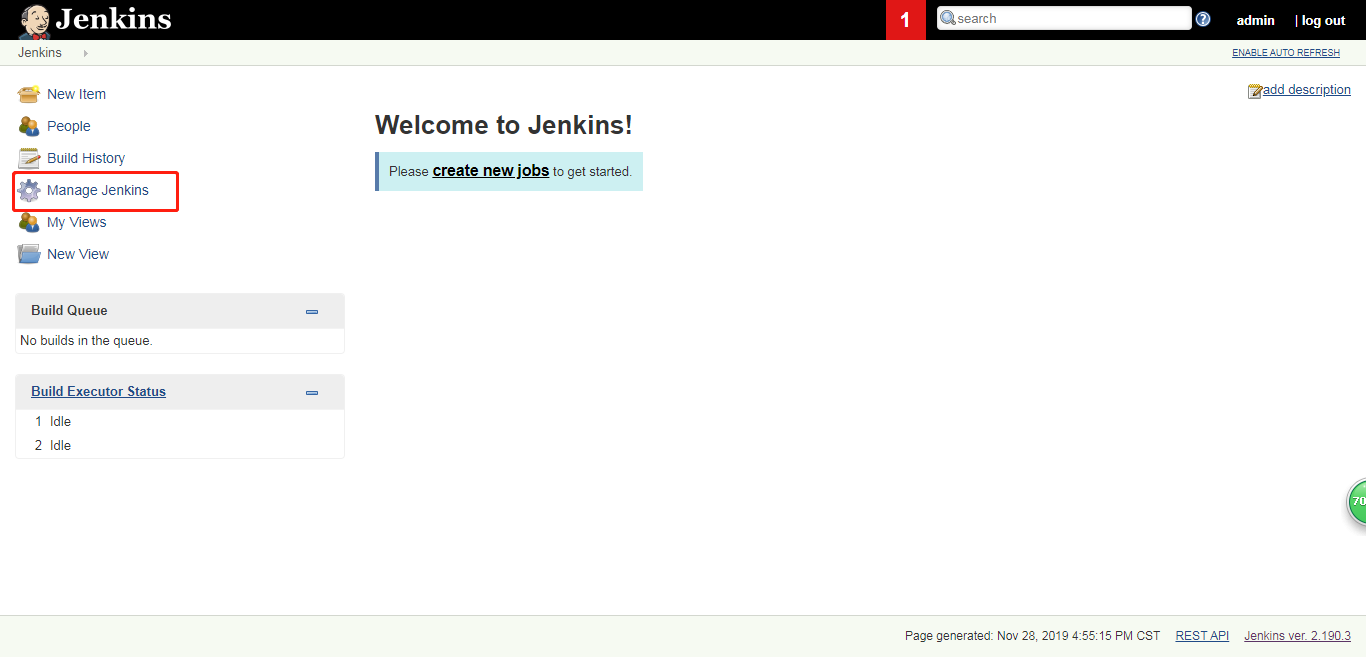 Jenkins
1
search
?
admin
| log out
Jenkins
ENABLE AUTO REFRESH
New Item
People
Build History
Manage Jenkins
My Views
New View
add description
Welcome to Jenkins!
Please create new jobs to get started.
Build Queue
No builds in the queue.
Build Executor Status
1 Idle
2 Idle
70
Page generated: Nov 28, 2019 4:55:15 PM CST REST API Jenkins ver. 2.190.3